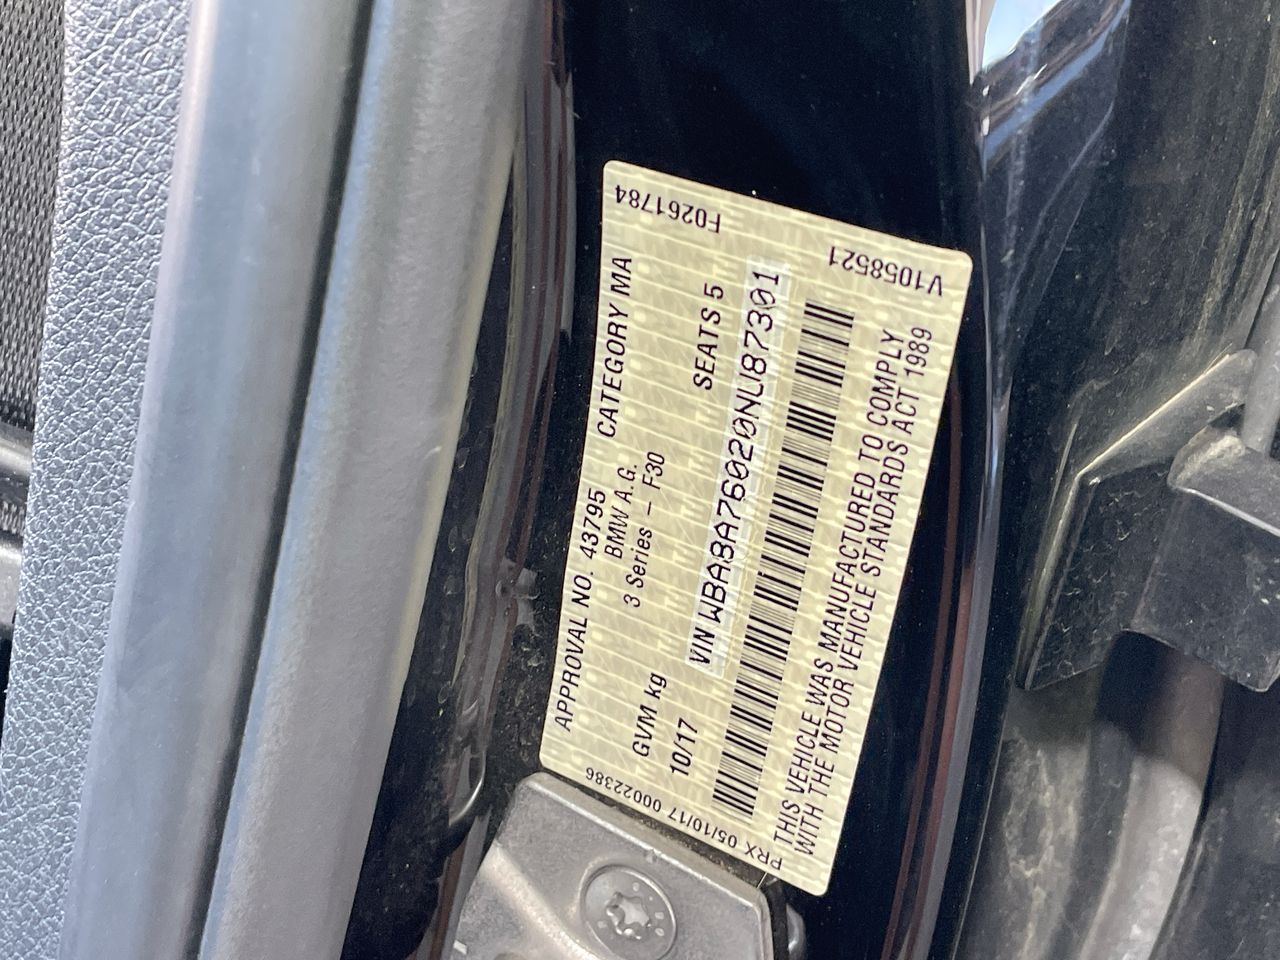 APPROVAL NO. 43795 CATEGORY MA
BMW A.G.
3 Series - F30
GVM kg SEATS 5
10/17
VIN WBA8A76020NU87301
THIS VEHICLE WAS MANUFACTURED TO COMPLY
WITH THE MOTOR VEHICLE STANDARDS ACT 1989
PRX 05/10/17 00022386
F0261784
V1058521